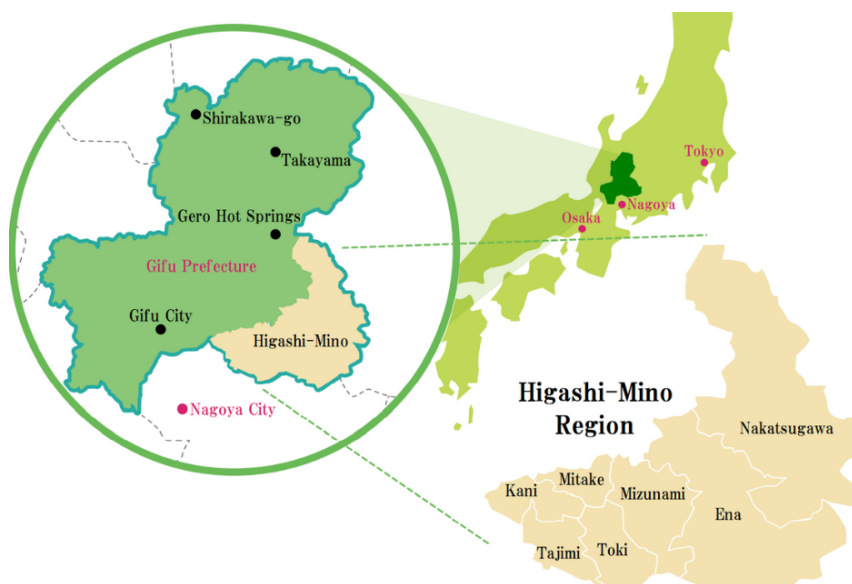 Shirakawa-go
Takayama
Gero Hot Springs
Gifu Prefecture
Gifu City
Higashi-Mino
Nagoya City
Tokyo
Nagoya
Osaka
Higashi-Mino
Region
Nakatsugawa
Mitake
Kani
Mizunami
Ena
Tajimi
Toki